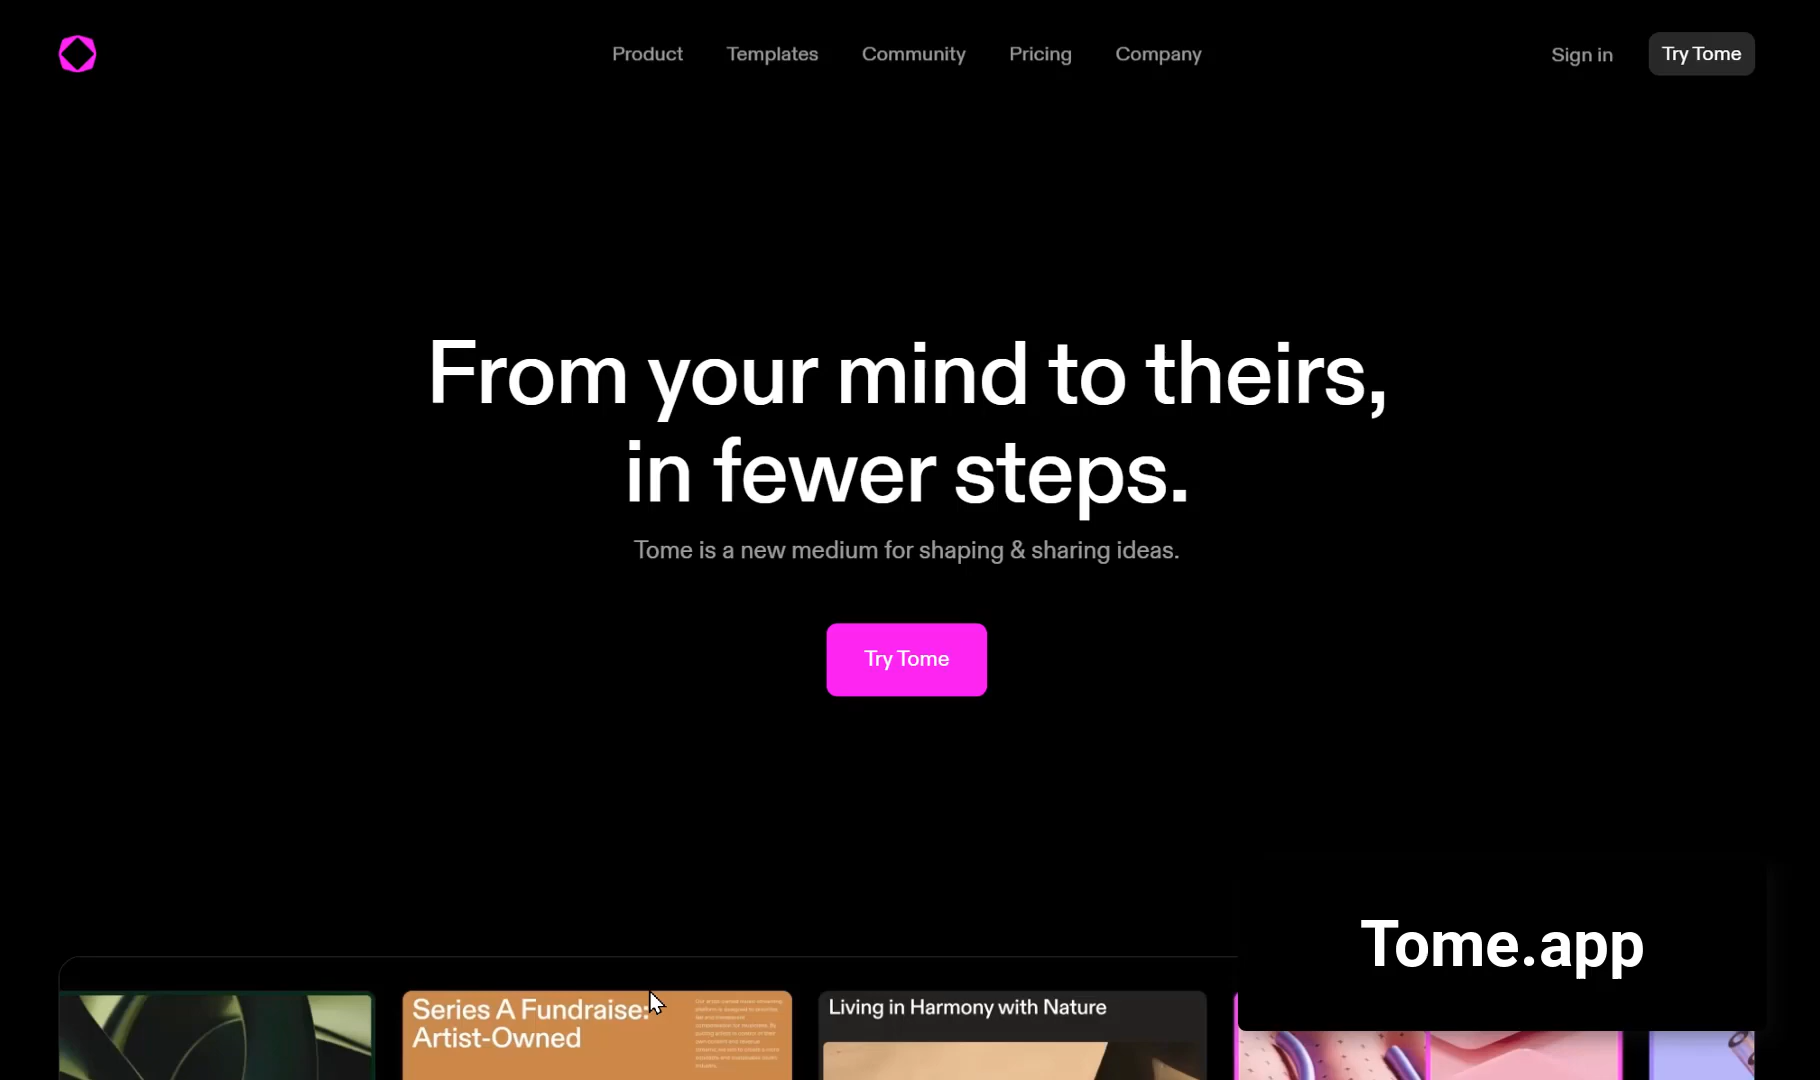 Product
Templates
Community
Pricing
Company
Sign in
Try Tome
From your mind to theirs,
in fewer steps.
Tome is a new medium for shaping & sharing ideas.
Try Tome
Tome.app
Series A Fundraise:
Artist-Owned
Living in Harmony with Nature